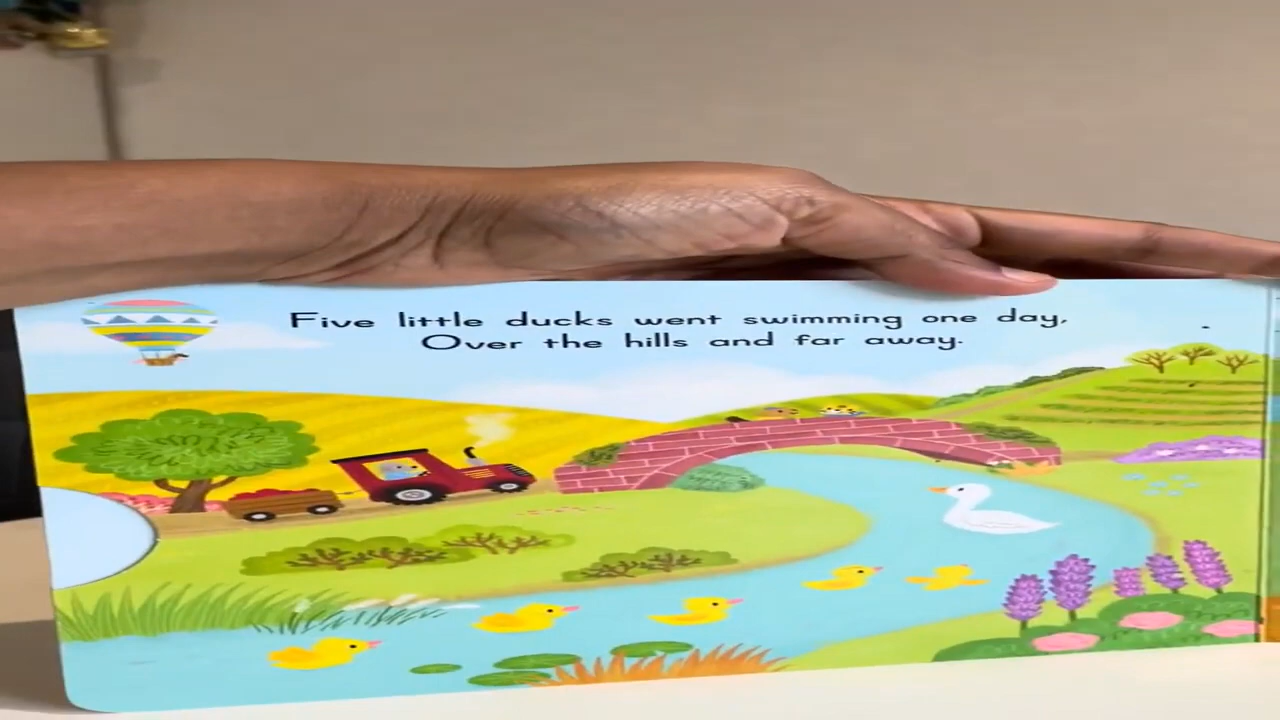 Five little ducks went swimming one day,
Over the hills and far away.